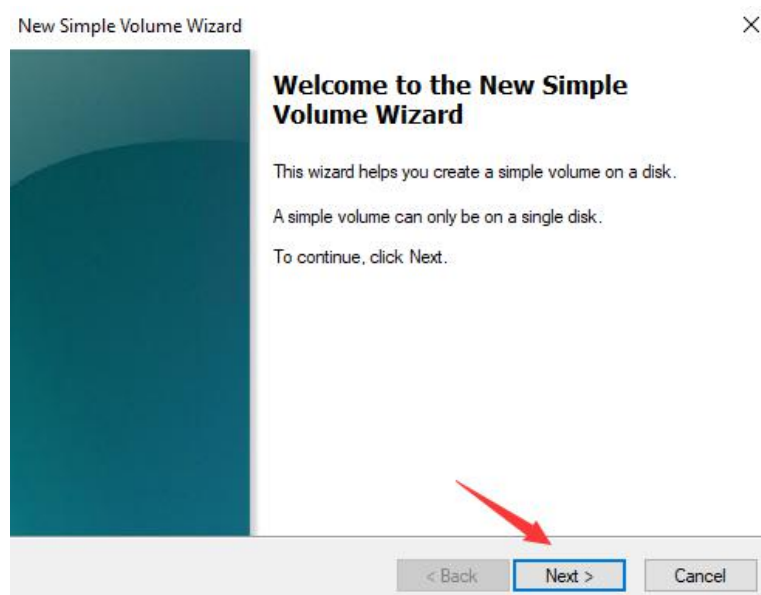 New Simple Volume Wizard
Welcome to the New Simple
Volume Wizard
This wizard helps you create a simple volume on a disk.
A simple volume can only be on a single disk.
To continue, click Next.
< Back
Next >
Cancel